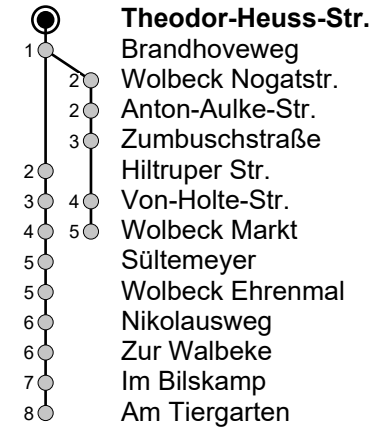 Theodor-Heuss-Str.
1 Brandhoveweg
2 Wolbeck Nogatstr.
2 Anton-Aulke-Str.
3 Zumbuschstraße
2 Hiltruper Str.
3 4 Von-Holte-Str.
4 5 Wolbeck Markt
5 Sültemeyer
5 Wolbeck Ehrenmal
6 Nikolausweg
6 Zur Walbeke
7 Im Bilskamp
8 Am Tiergarten